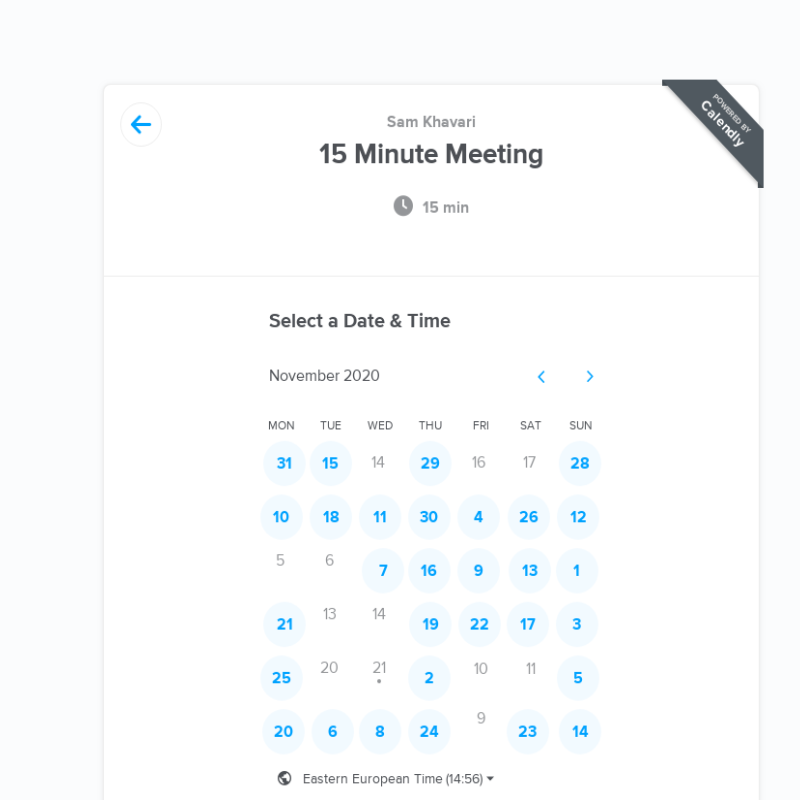 POWERED BY
Calendly
Sam Khavari
15 Minute Meeting
15 min
Select a Date & Time
November 2020
MON TUE WED THU FRI SAT SUN
31 15 14 29 16 17 28
10 18 11 30 4 26 12
5 6 7 16 9 13 1
21 13 14 19 22 17 3
25 20 21 2 10 11 5
20 6 8 24 9 23 14
Eastern European Time (14:56)